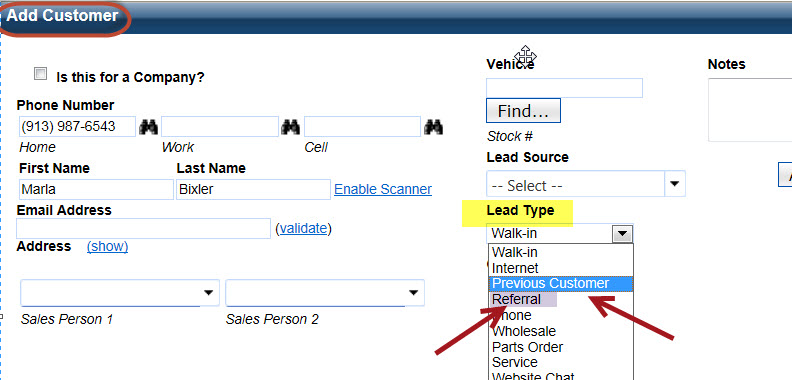 Add Customer
Is this for a Company?
Phone Number
(913) 987-6543
Home
Work
Cell
First Name
Last Name
Marla
Bixler
Enable Scanner
Email Address
(validate)
Address (show)
Sales Person 1
Sales Person 2
Vehicle
Find...
Stock #
Lead Source
-- Select --
Lead Type
Walk-in
Walk-in
Internet
Previous Customer
Referral
Phone
Wholesale
Parts Order
Service
Website Chat
Notes